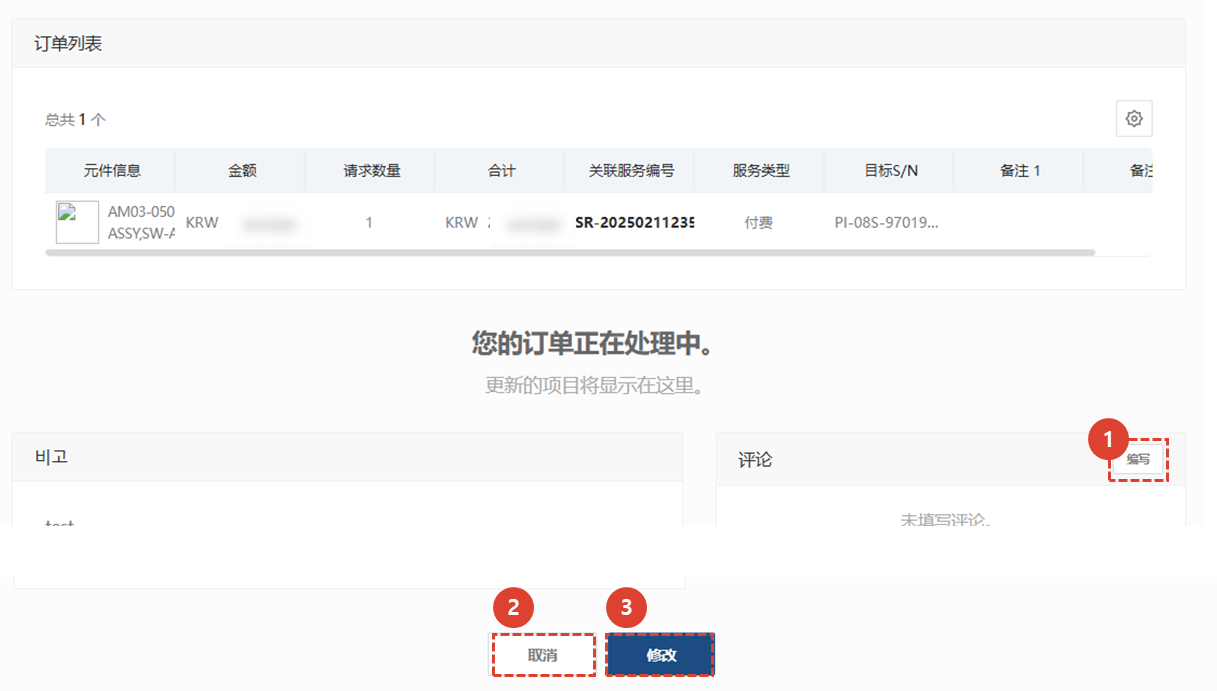 订单列表
总共 1 个
元件信息 金额 请求数量 合计 关联服务编号 服务类型 目标S/N 备注 1 备注
AM03-050 KRW 1 KRW SR-20250211235 付费 PI-08S-97019...
ASSY,SW-A
您的订单正在处理中。
更新的项目将显示在这里。
비고
评论
1
编写
test
未填写评论。
2
3
取消
修改